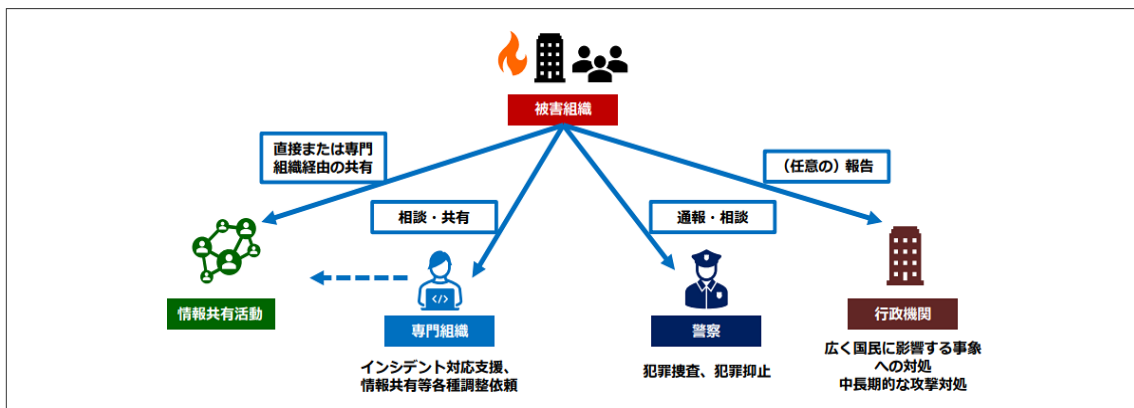 被害組織
直接または専門
組織経由の共有
(任意の)報告
相談・共有
通報・相談
</>
情報共有活動
専門組織
警察
行政機関
インシデント対応支援、
情報共有等各種調整依頼
犯罪捜査、犯罪抑止
広く国民に影響する事象
への対処
中長期的な攻撃対処